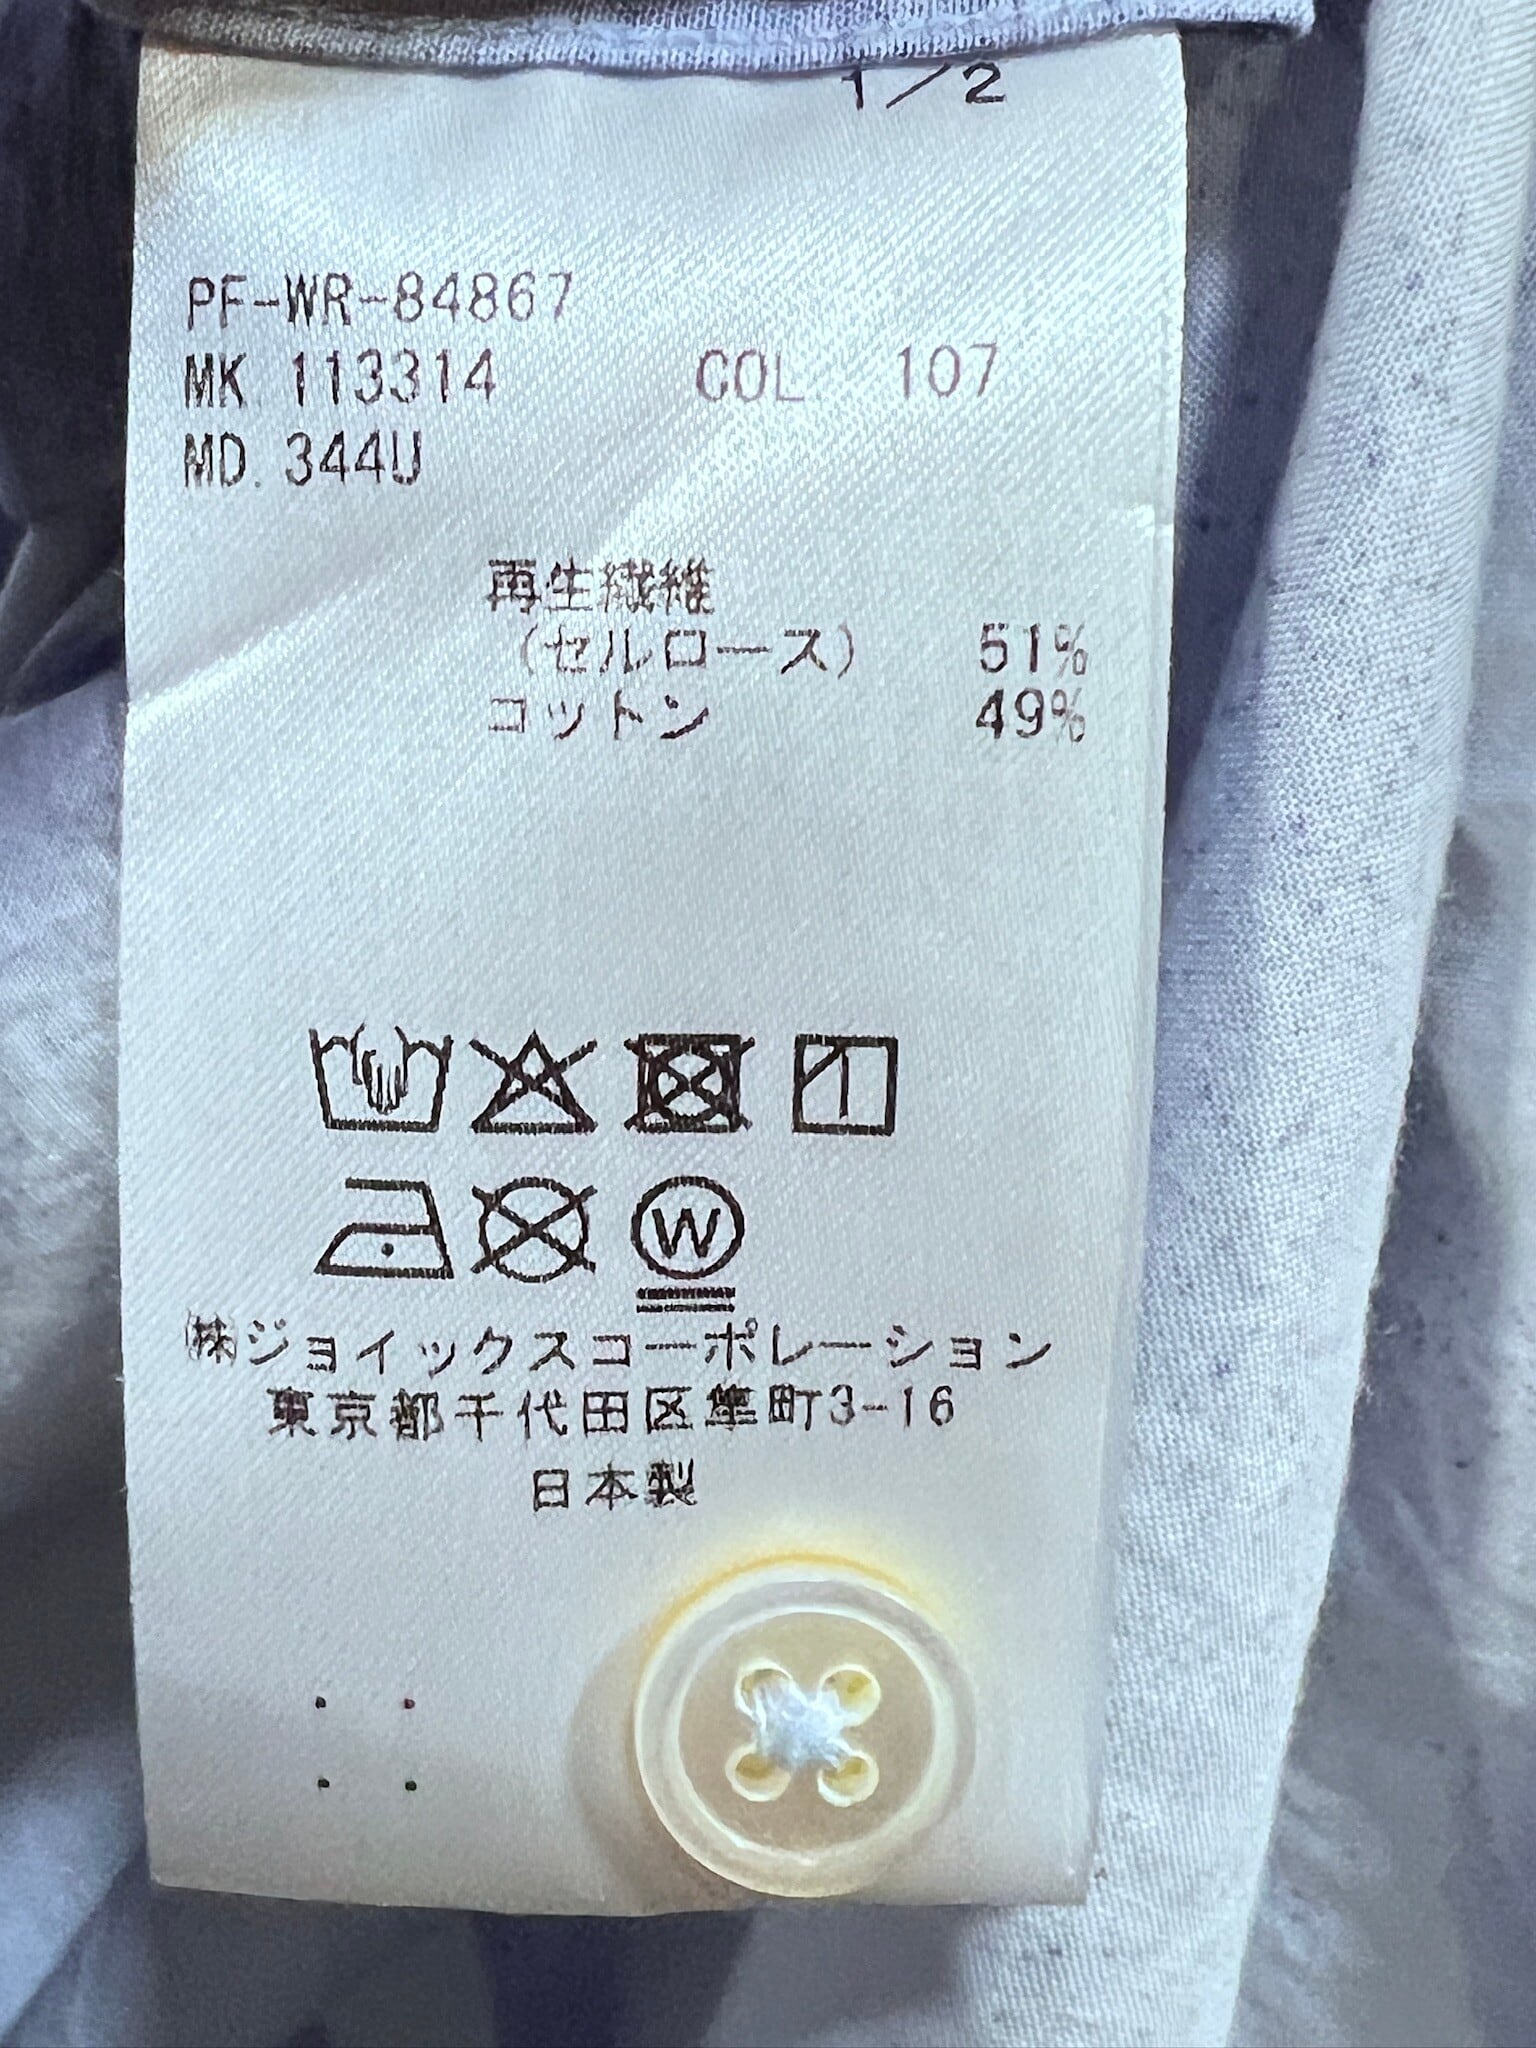 1/2
PF-WR-84867
MK. 113314 COL. 107
MD. 344U
再生繊維
(セルロース) 51%
コットン 49%
W
㈱ジョイックスコーポレーション
東京都千代田区隼町3-16
日本製